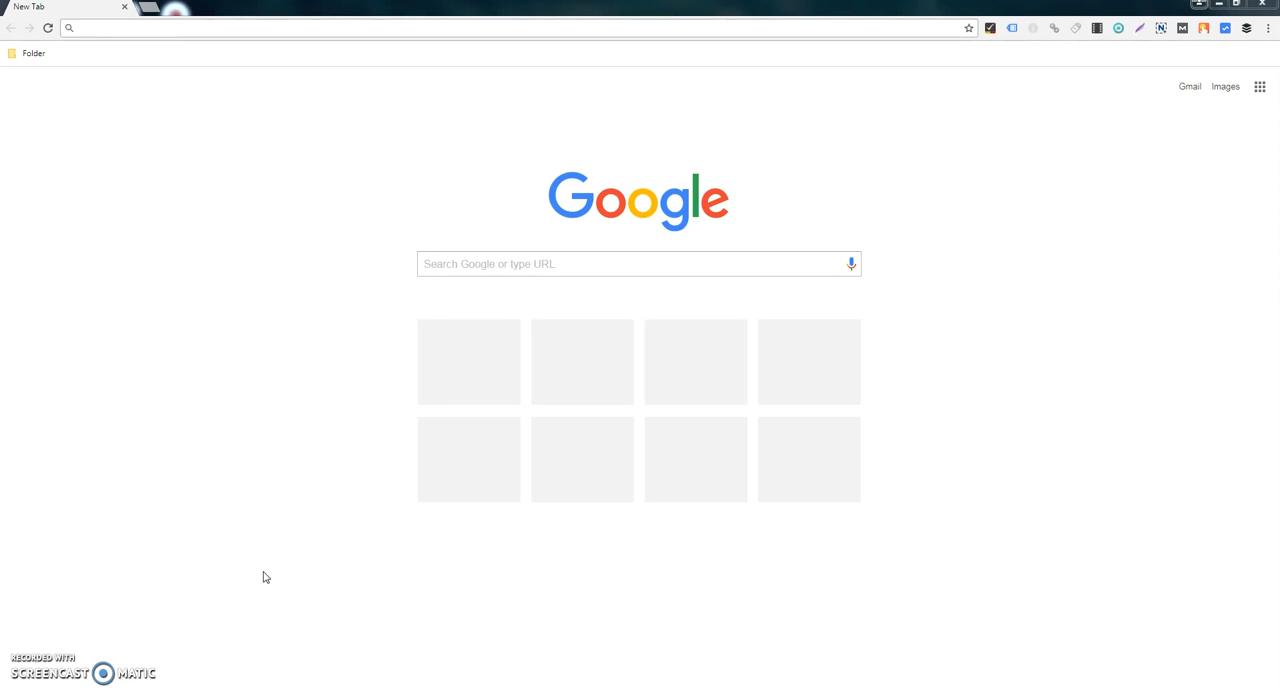 New Tab
Folder
Gmail Images
Google
Search Google or type URL
RECORDED WITH
SCREENCAST MATIC